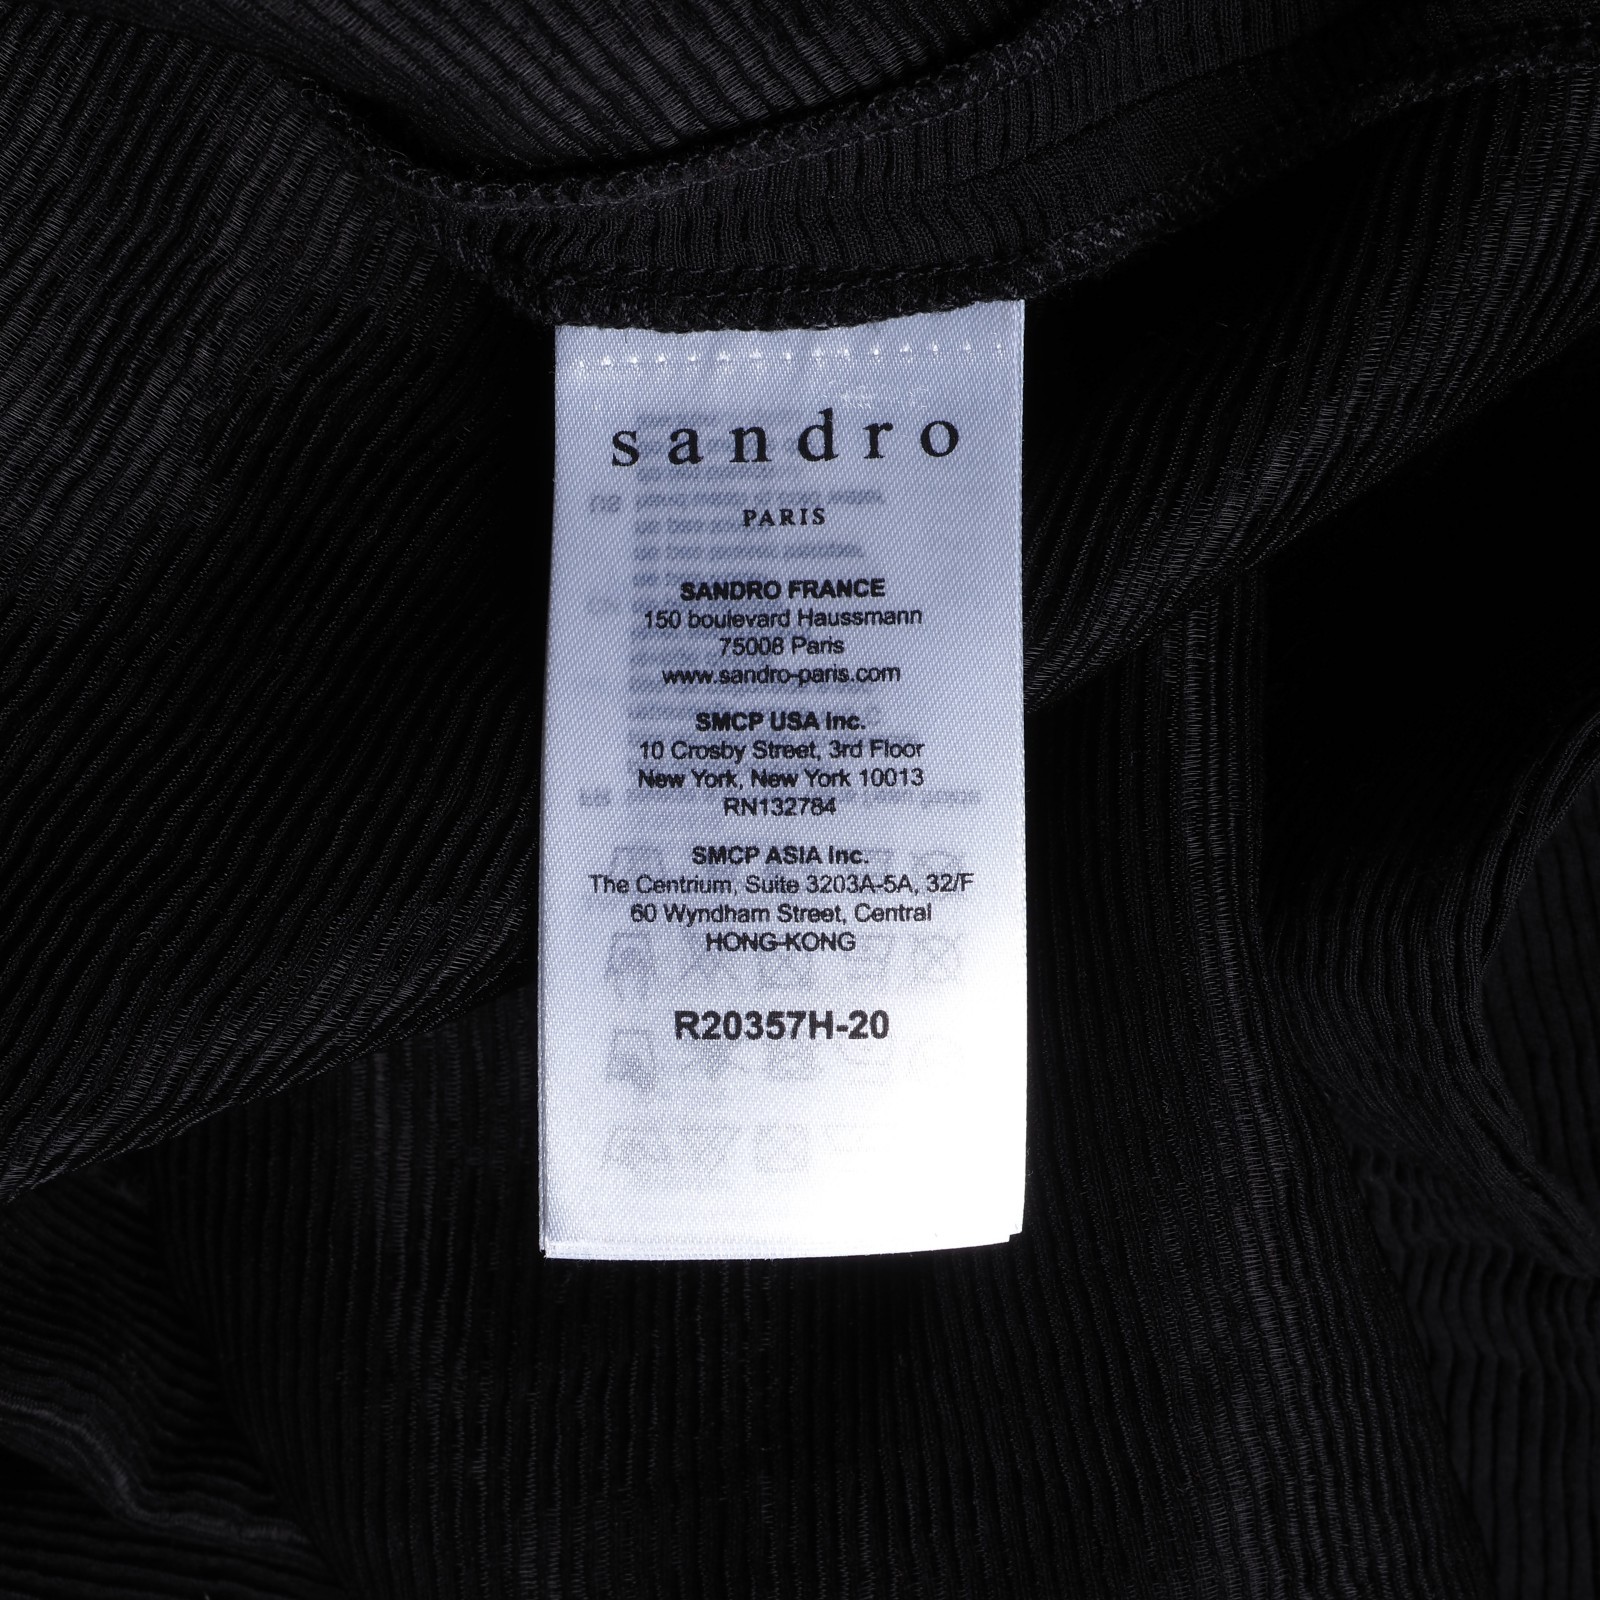 sandro
PARIS
SANDRO FRANCE
150 boulevard Haussmann
75008 Paris
www.sandro-paris.com
SMCP USA Inc.
10 Crosby Street, 3rd Floor
New York, New York 10013
RN132784
SMCP ASIA Inc.
The Centrium, Suite 3203A-5A, 32/F
60 Wyndham Street, Central
HONG-KONG
R20357H-20